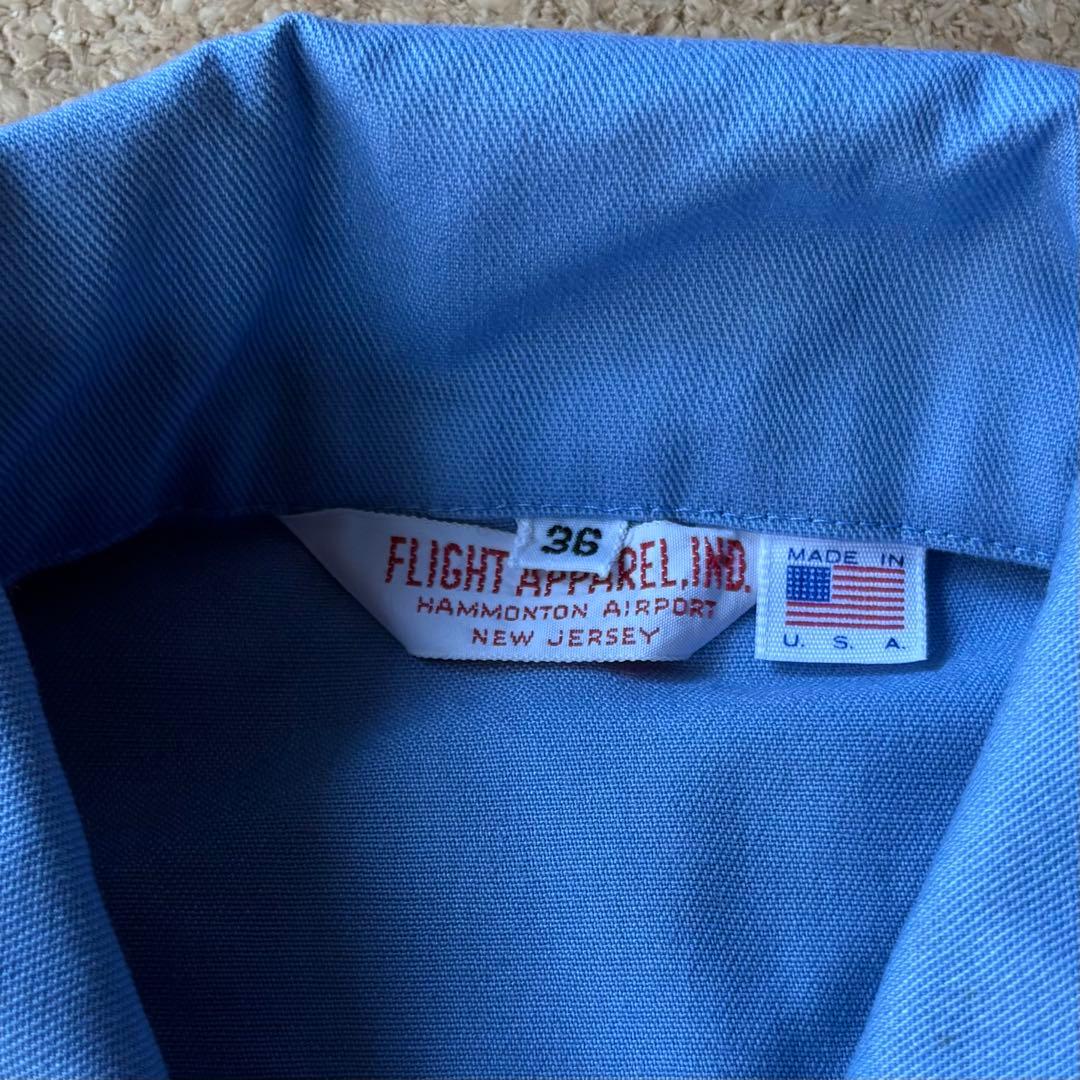 36
FLIGHT APPAREL, IND.
HAMMONTON AIRPORT
NEW JERSEY
MADE IN
U. S. A.